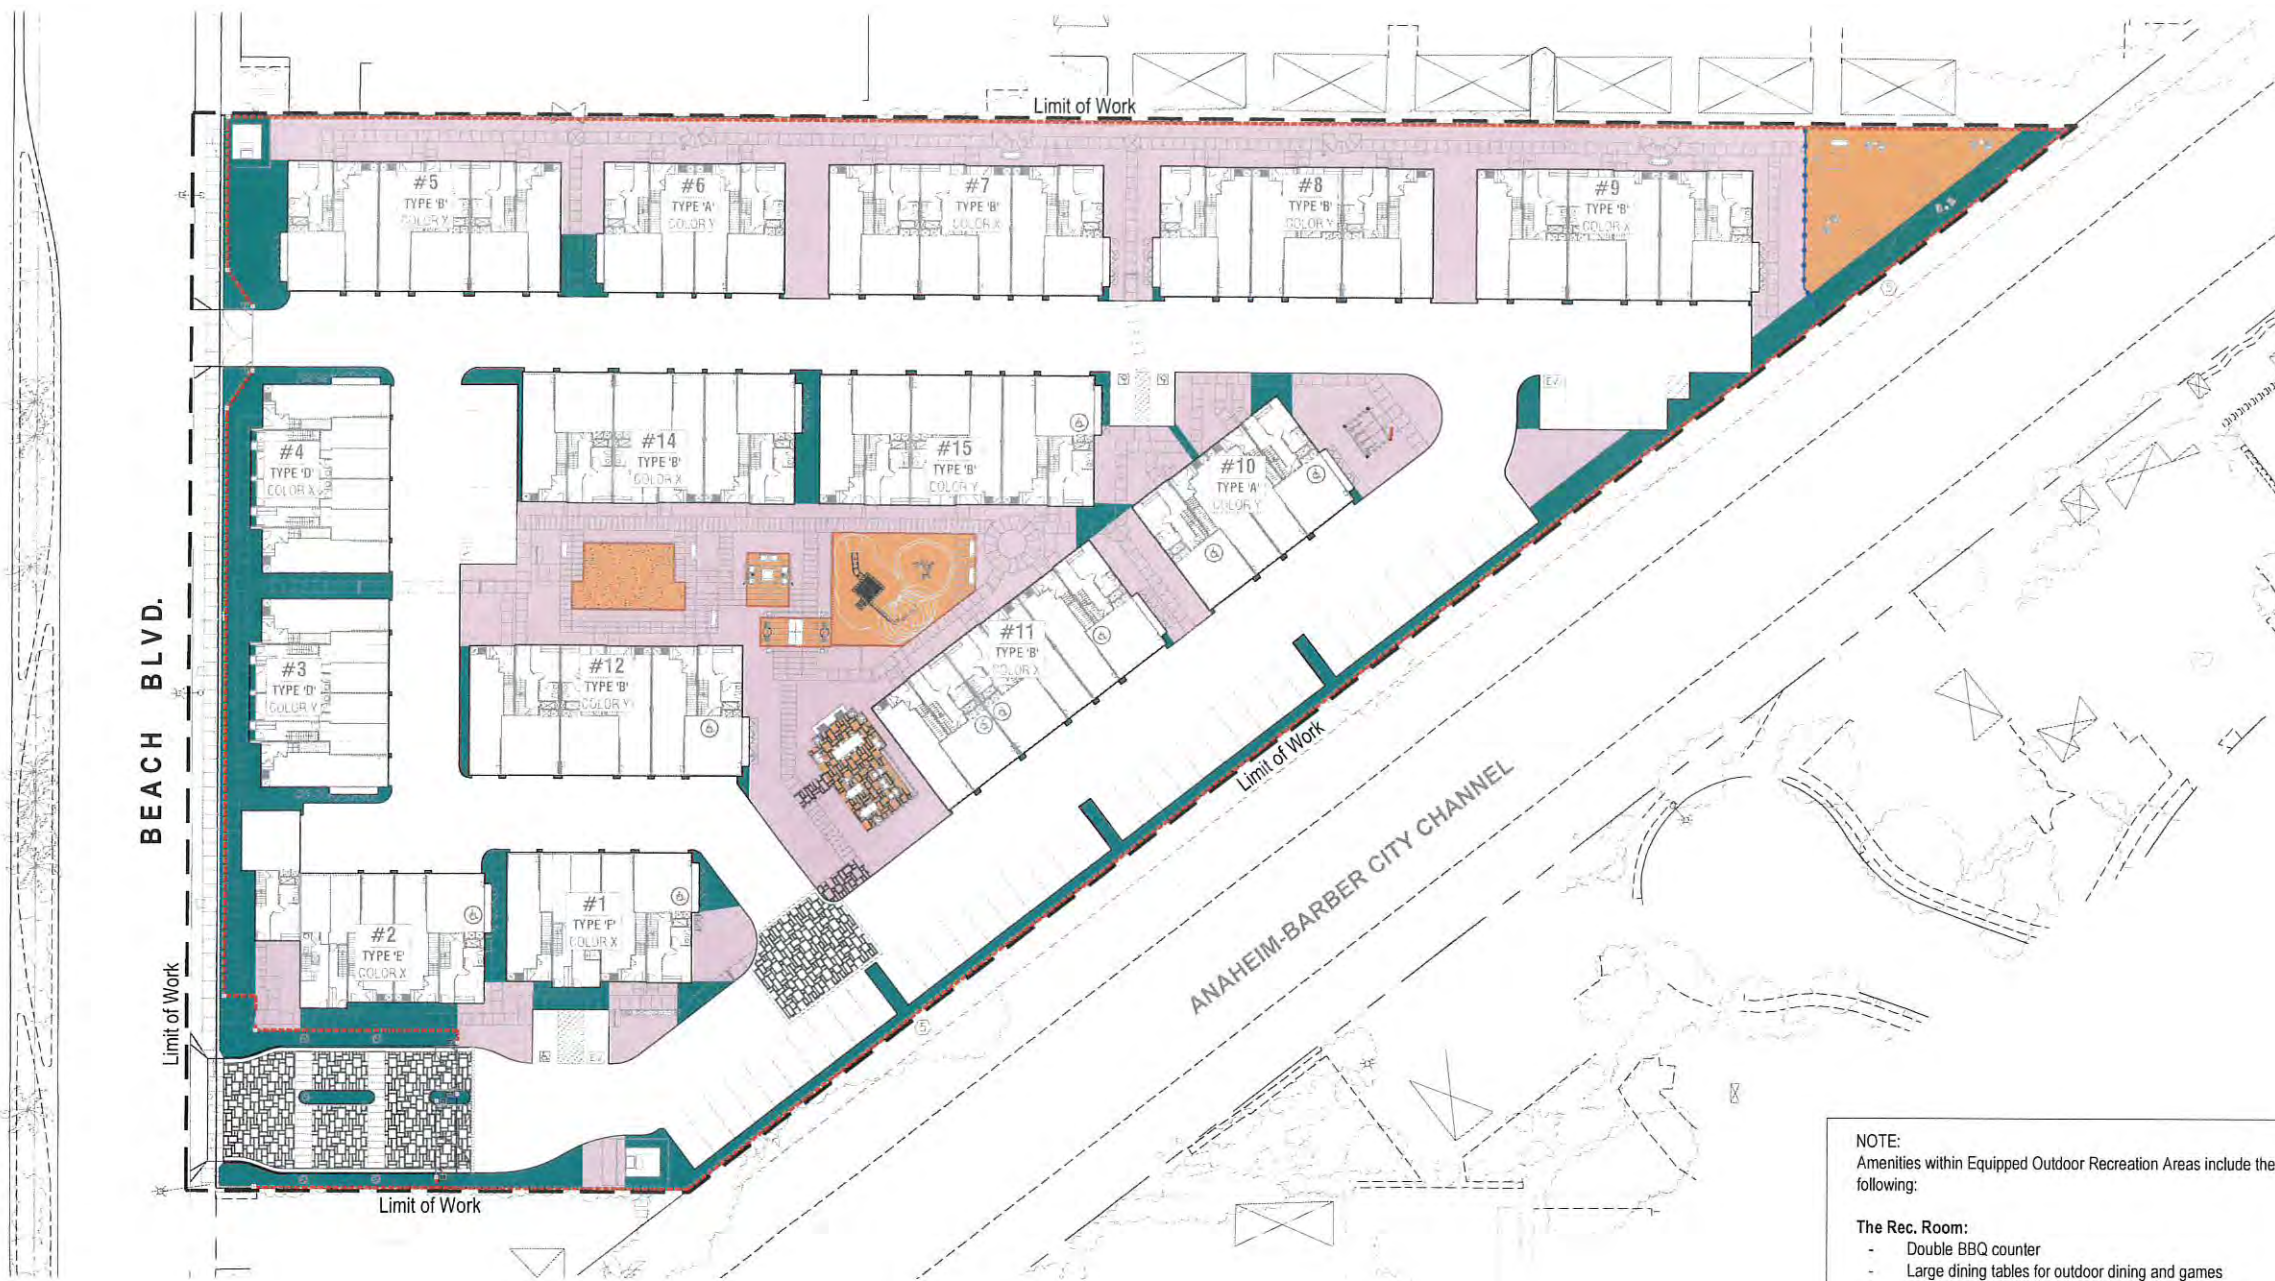 Limit of Work
#5
TYPE 'B'
COLOR X
#6
TYPE 'A'
COLOR Y
#7
TYPE 'B'
COLOR X
#8
TYPE 'B'
COLOR Y
#9
TYPE 'B'
COLOR X
#4
TYPE 'D'
COLOR X
#14
TYPE 'B'
COLOR X
#15
TYPE 'B'
COLOR Y
#10
TYPE 'A'
COLOR Y
EV
BEACH BLVD.
#3
TYPE 'D'
COLOR Y
#12
TYPE 'B'
COLOR Y
#11
TYPE 'B'
COLOR X
Limit of Work
ANAHEIM-BARBER CITY CHANNEL
#2
TYPE 'E'
COLOR X
#1
TYPE 'F'
COLOR X
Limit of Work
EV
5
Limit of Work
NOTE:
Amenities within Equipped Outdoor Recreation Areas include the
following:
The Rec. Room:
- Double BBQ counter
- Large dining tables for outdoor dining and games